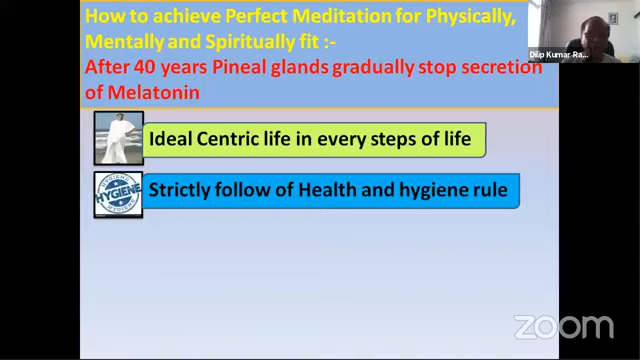 How to achieve Perfect Meditation for Physically,
Mentally and Spiritually fit :-
After 40 years Pineal glands gradually stop secretion
of Melatonin
Dilip Kumar Ra...
Ideal Centric life in every steps of life
HYGIENE
Strictly follow of Health and hygiene rule
zoom